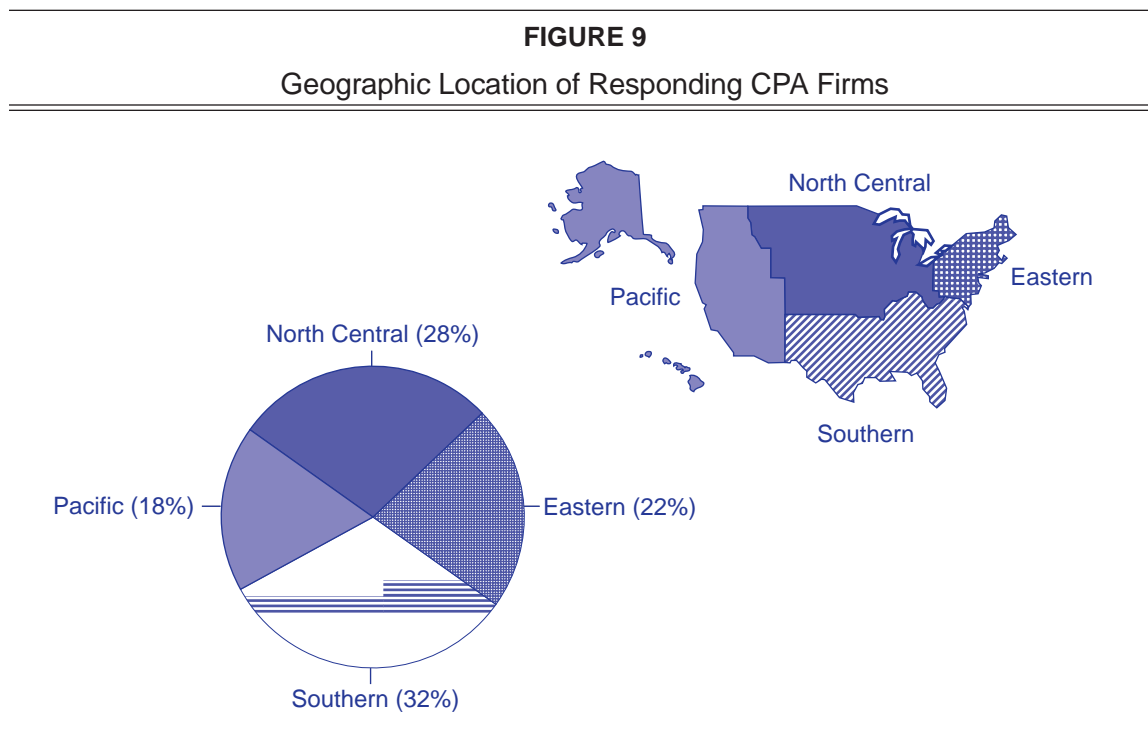 FIGURE 9
Geographic Location of Responding CPA Firms
North Central
Eastern
Pacific
Southern
North Central (28%)
Pacific (18%)
Eastern (22%)
Southern (32%)